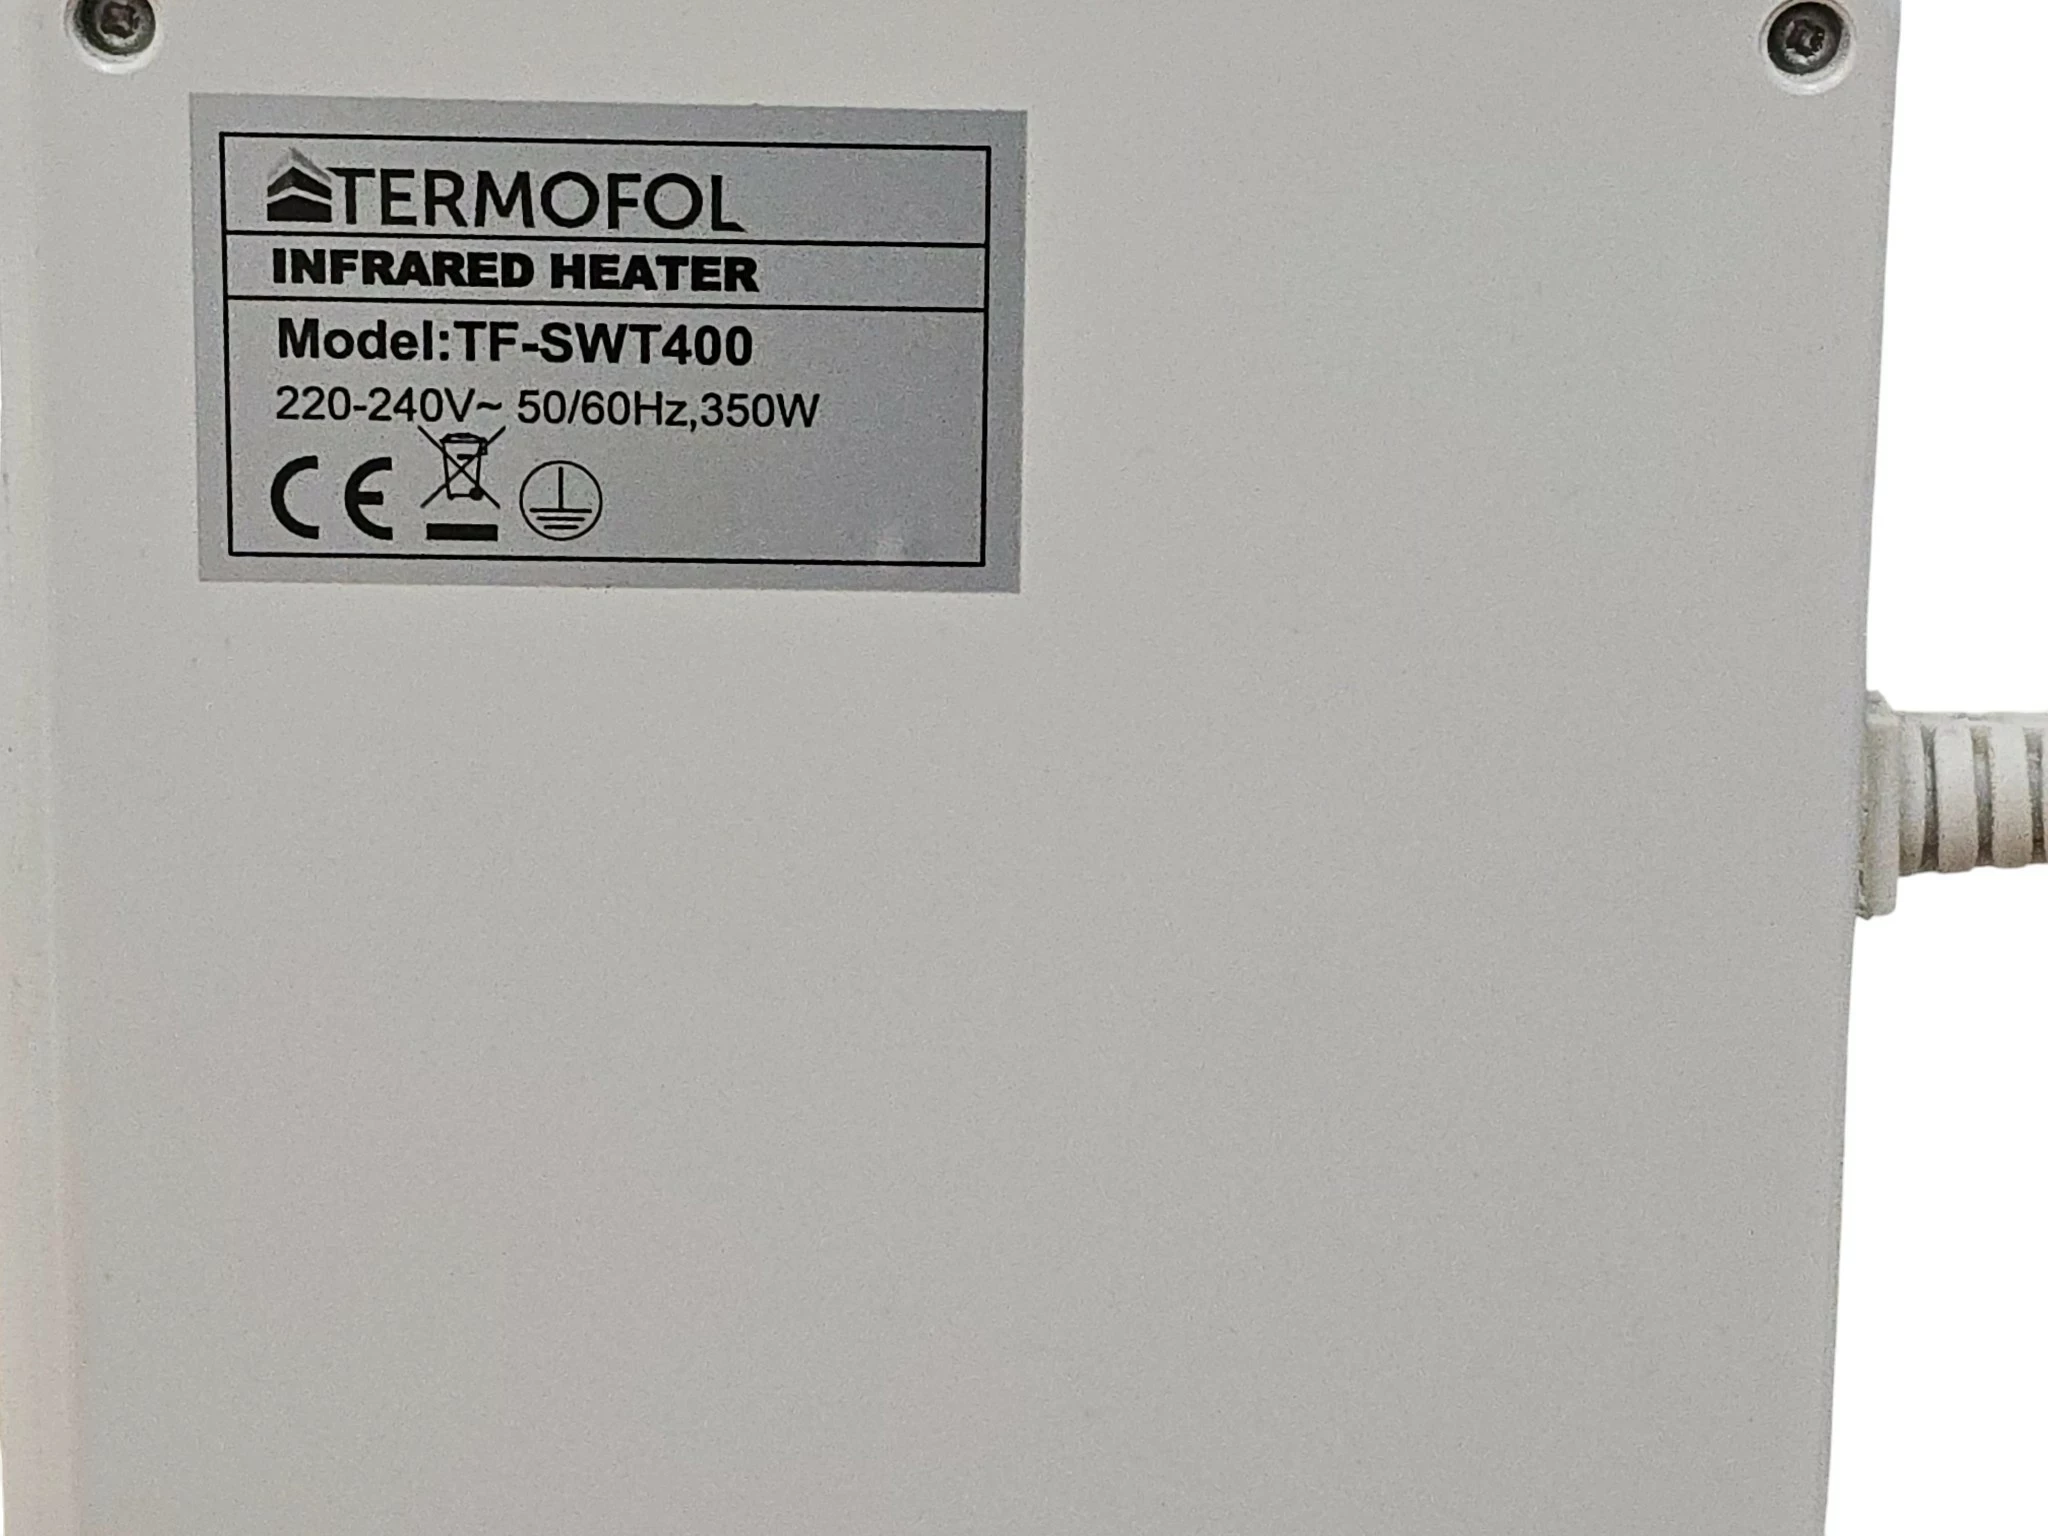 TERMOFOL
INFRARED HEATER
Model:TF-SWT400
220-240V~ 50/60Hz,350W
CE